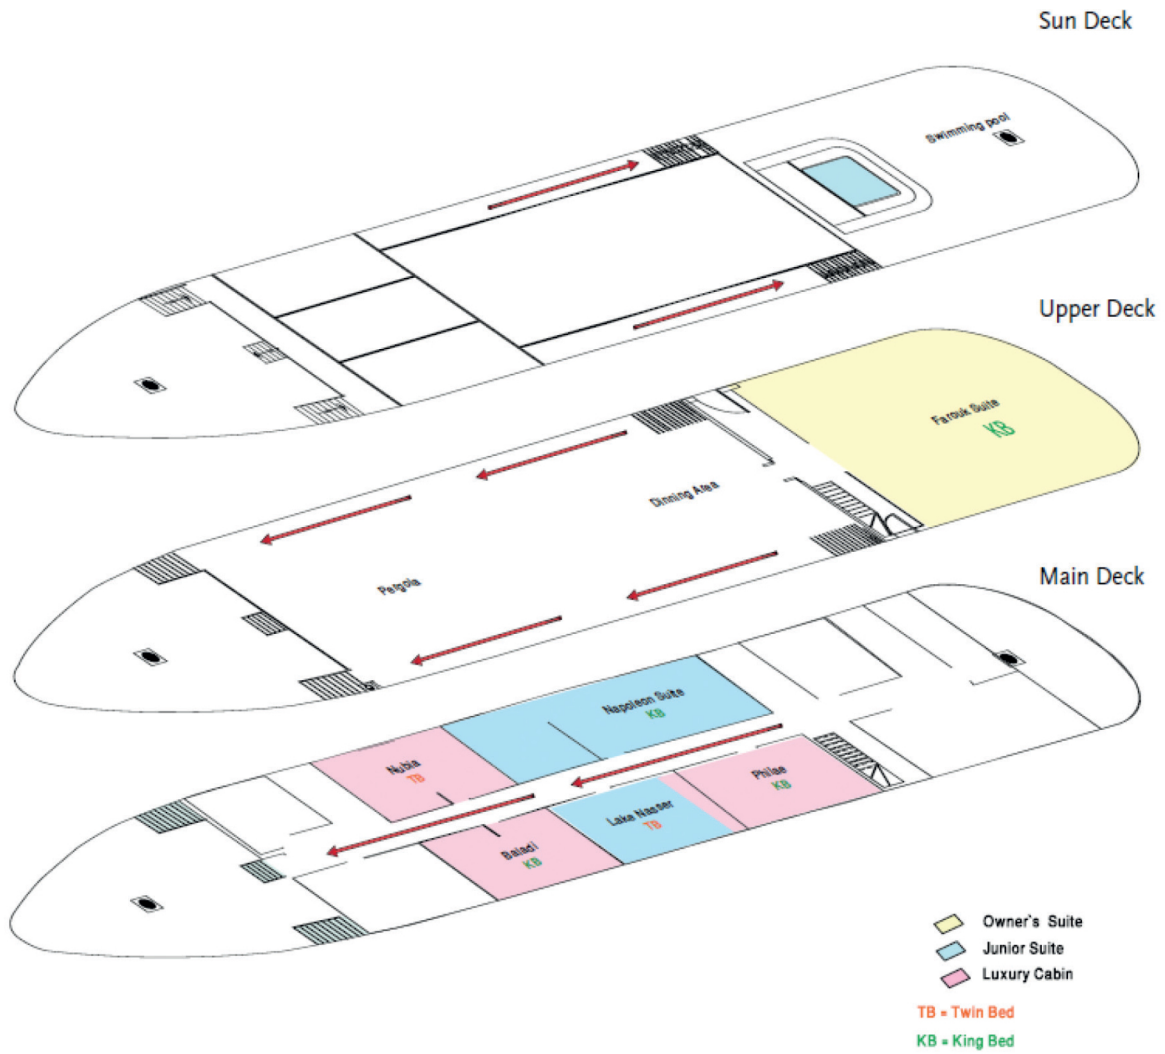 Sun Deck
Swimming pool
Upper Deck
Farouk Suite
KB
Dinning Area
Pergola
Main Deck
Napoleon Suite
KB
Nubia
TB
Philae
KB
Lake Nasser
TB
Baladi
KB
Owner's Suite
Junior Suite
Luxury Cabin
TB = Twin Bed
KB = King Bed